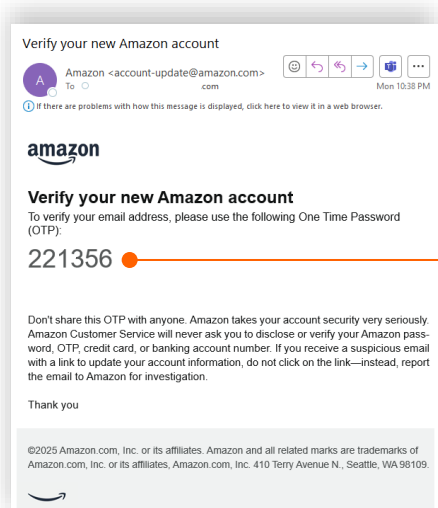 Verify your new Amazon account
A
Amazon <account-update@amazon.com>
To
.com
Mon 10:38 PM
If there are problems with how this message is displayed, click here to view it in a web browser.
amazon
Verify your new Amazon account
To verify your email address, please use the following One Time Password
(OTP):
221356
Don't share this OTP with anyone. Amazon takes your account security very seriously.
Amazon Customer Service will never ask you to disclose or verify your Amazon pass-
word, OTP, credit card, or banking account number. If you receive a suspicious email
with a link to update your account information, do not click on the link—instead, report
the email to Amazon for investigation.
Thank you
©2025 Amazon.com, Inc. or its affiliates. Amazon and all related marks are trademarks of
Amazon.com, Inc. or its affiliates, Amazon.com, Inc. 410 Terry Avenue N., Seattle, WA 98109.